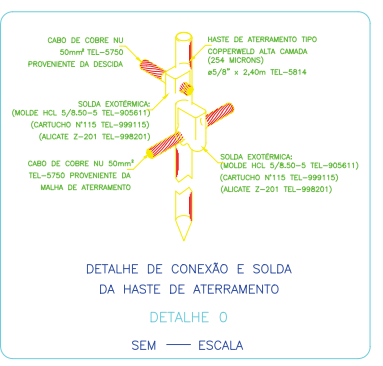 CABO DE COBRE NU
50mm² TEL-5750
PROVENIENTE DA DESCIDA
HASTE DE ATERRAMENTO TIPO
COPPERWELD ALTA CAMADA
(254 MICRONS)
ø5/8" x 2,40m TEL-5814
SOLDA EXOTÉRMICA:
(MOLDE HCL 5/8.50-5 TEL-905611)
(CARTUCHO N°115 TEL-999115)
(ALICATE Z-201 TEL-998201)
CABO DE COBRE NU 50mm²
TEL-5750 PROVENIENTE DA
MALHA DE ATERRAMENTO
SOLDA EXOTÉRMICA:
(MOLDE HCL 5/8.50-5 TEL-905611)
(CARTUCHO N°115 TEL-999115)
(ALICATE Z-201 TEL-998201)
DETALHE DE CONEXÃO E SOLDA
DA HASTE DE ATERRAMENTO
DETALHE 0
SEM — ESCALA